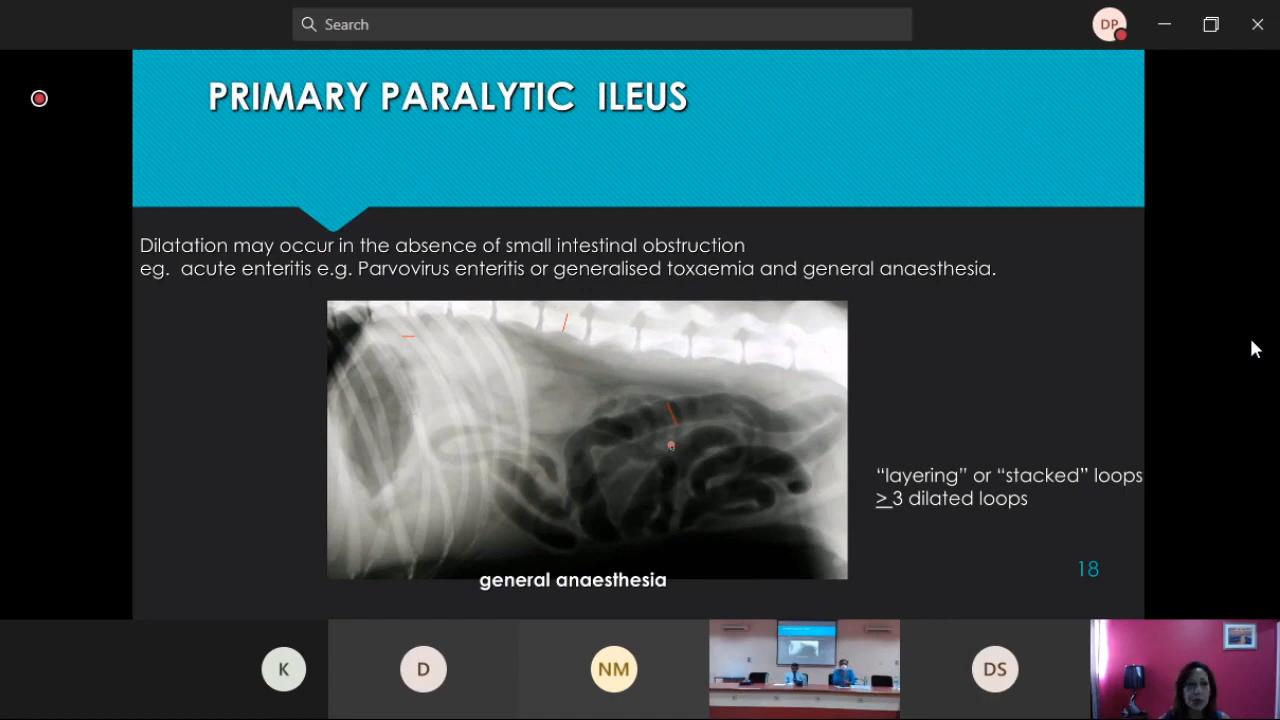 Search
DP
PRIMARY PARALYTIC ILEUS
Dilatation may occur in the absence of small intestinal obstruction
eg. acute enteritis e.g. Parvovirus enteritis or generalised toxaemia and general anaesthesia.
“layering” or “stacked” loops
> 3 dilated loops
18
general anaesthesia
K
D
NM
DS